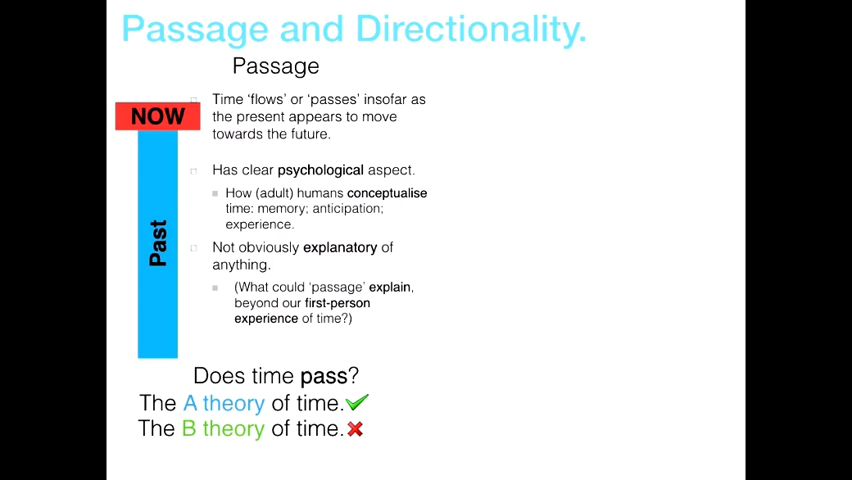 Passage and Directionality.
Passage
NOW
Past
Time ‘flows’ or ‘passes’ insofar as
the present appears to move
towards the future.
Has clear psychological aspect.
How (adult) humans conceptualise
time: memory; anticipation;
experience.
Not obviously explanatory of
anything.
(What could ‘passage’ explain,
beyond our first-person
experience of time?)
Does time pass?
The A theory of time.
The B theory of time.